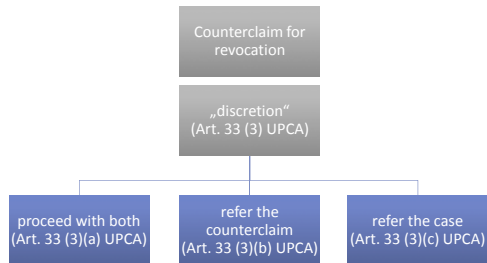 Counterclaim for
revocation
„discretion“
(Art. 33 (3) UPCA)
proceed with both
(Art. 33 (3)(a) UPCA)
refer the
counterclaim
(Art. 33 (3)(b) UPCA)
refer the case
(Art. 33 (3)(c) UPCA)